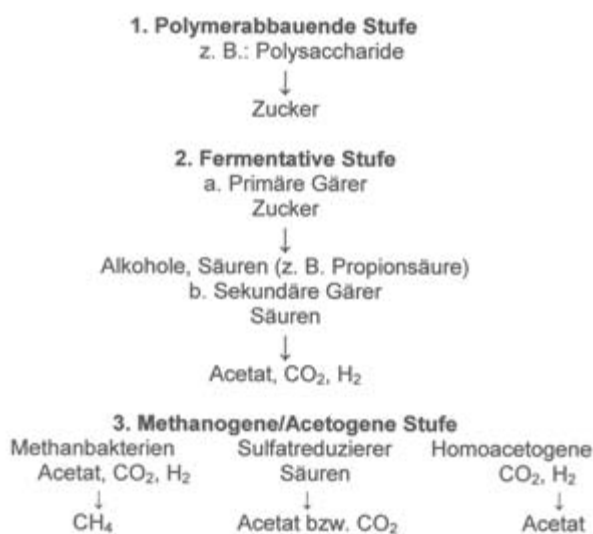 1. Polymerabbauende Stufe
z. B.: Polysaccharide
↓
Zucker
2. Fermentative Stufe
a. Primäre Gärer
Zucker
↓
Alkohole, Säuren (z. B. Propionsäure)
b. Sekundäre Gärer
Säuren
↓
Acetat, CO₂, H₂
3. Methanogene/Acetogene Stufe
Methanbakterien Sulfatreduzierer Homoacetogene
Acetat, CO₂, H₂ Säuren CO₂, H₂
↓ ↓ ↓
CH₄ Acetat bzw. CO₂ Acetat